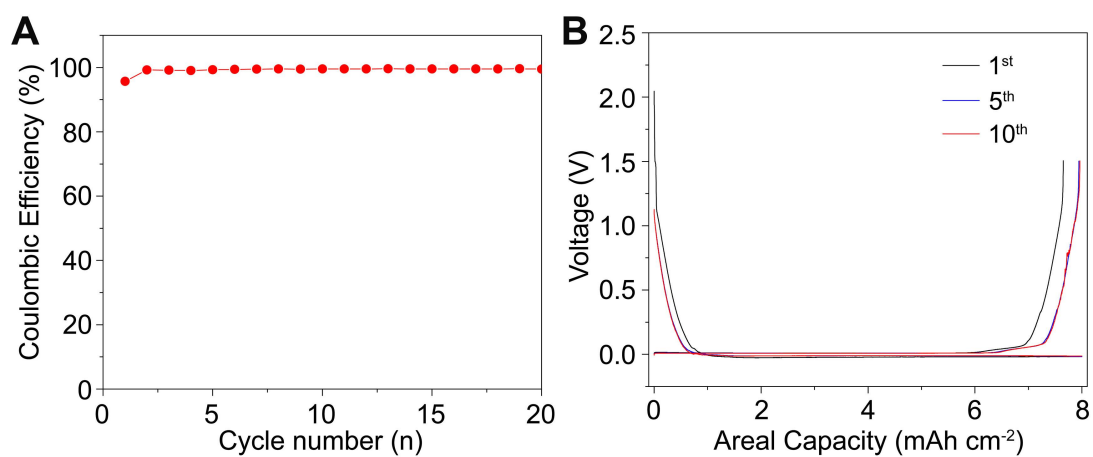 A
Coulombic Efficiency (%)
100
80
60
40
20
0
0
5
10
15
20
Cycle number (n)
B
Voltage (V)
2.5
2.0
1.5
1.0
0.5
0.0
0
2
4
6
8
Areal Capacity (mAh cm⁻²)
1ˢᵗ
5ᵗʰ
10ᵗʰ